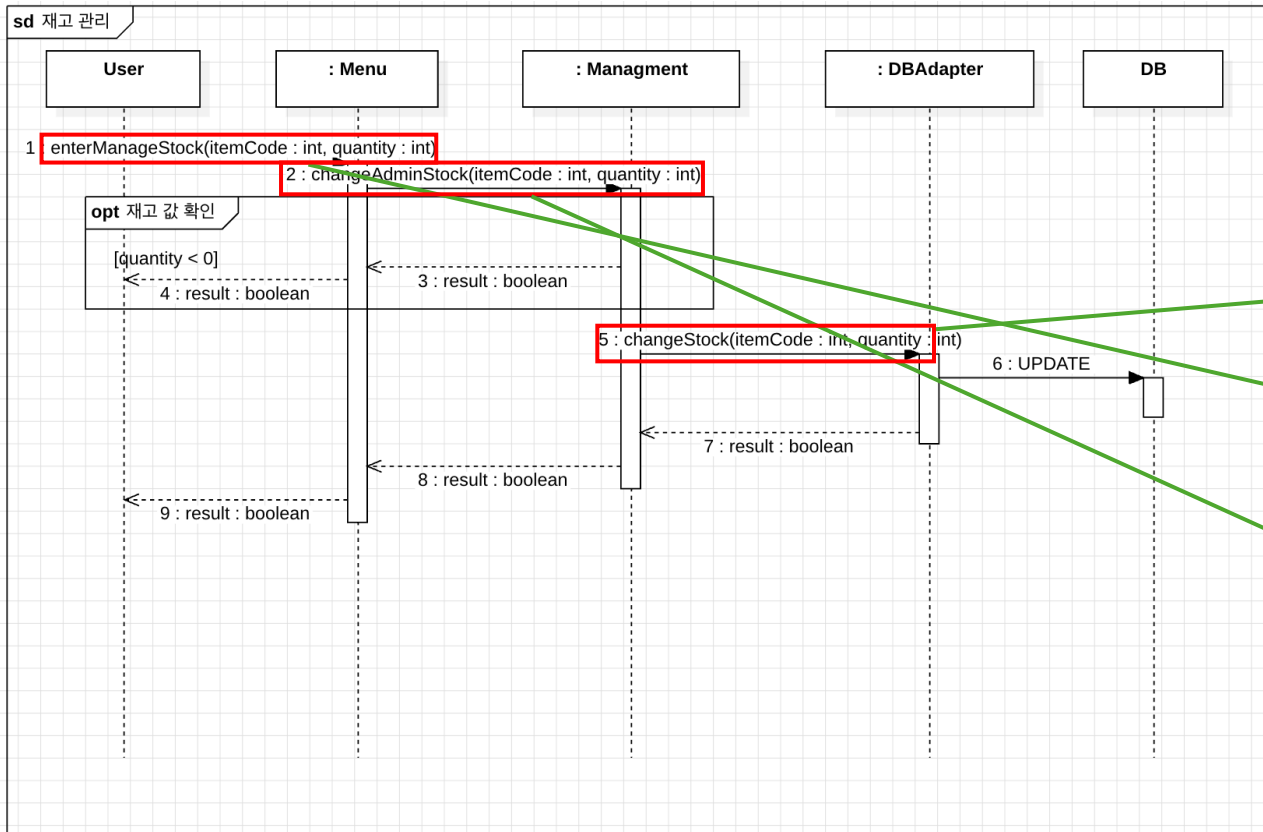 sd 재고 관리
User
: Menu
: Managment
: DBAdapter
DB
1 : enterManageStock(itemCode : int, quantity : int)
2 : changeAdminStock(itemCode : int, quantity : int)
opt 재고 값 확인
[quantity < 0]
3 : result : boolean
4 : result : boolean
5 : changeStock(itemCode : int, quantity : int)
6 : UPDATE
7 : result : boolean
8 : result : boolean
9 : result : boolean